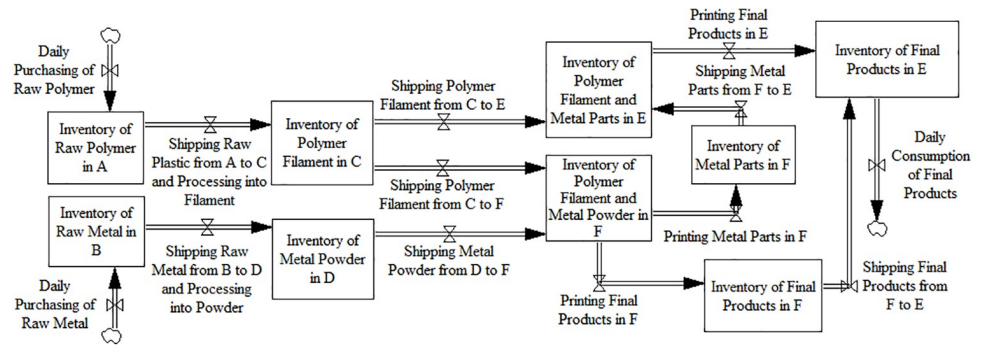 Daily
Purchasing of
Raw Polymer
Inventory of
Raw Polymer
in A
Shipping Raw
Plastic from A to C
and Processing into
Filament
Inventory of
Polymer
Filament in C
Shipping Polymer
Filament from C to E
Shipping Polymer
Filament from C to F
Inventory of
Polymer
Filament and
Metal Parts in E
Printing Final
Products in E
Inventory of Final
Products in E
Shipping Metal
Parts from F to E
Inventory of
Metal Parts in F
Daily
Consumption
of Final
Products
Inventory of
Raw Metal in
B
Daily
Purchasing of
Raw Metal
Shipping Raw
Metal from B to D
and Processing
into Powder
Inventory of
Metal Powder
in D
Shipping Metal
Powder from D to F
Inventory of
Polymer
Filament and
Metal Powder in
F
Printing Metal Parts in F
Printing Final
Products in F
Inventory of Final
Products in F
Shipping Final
Products from
F to E